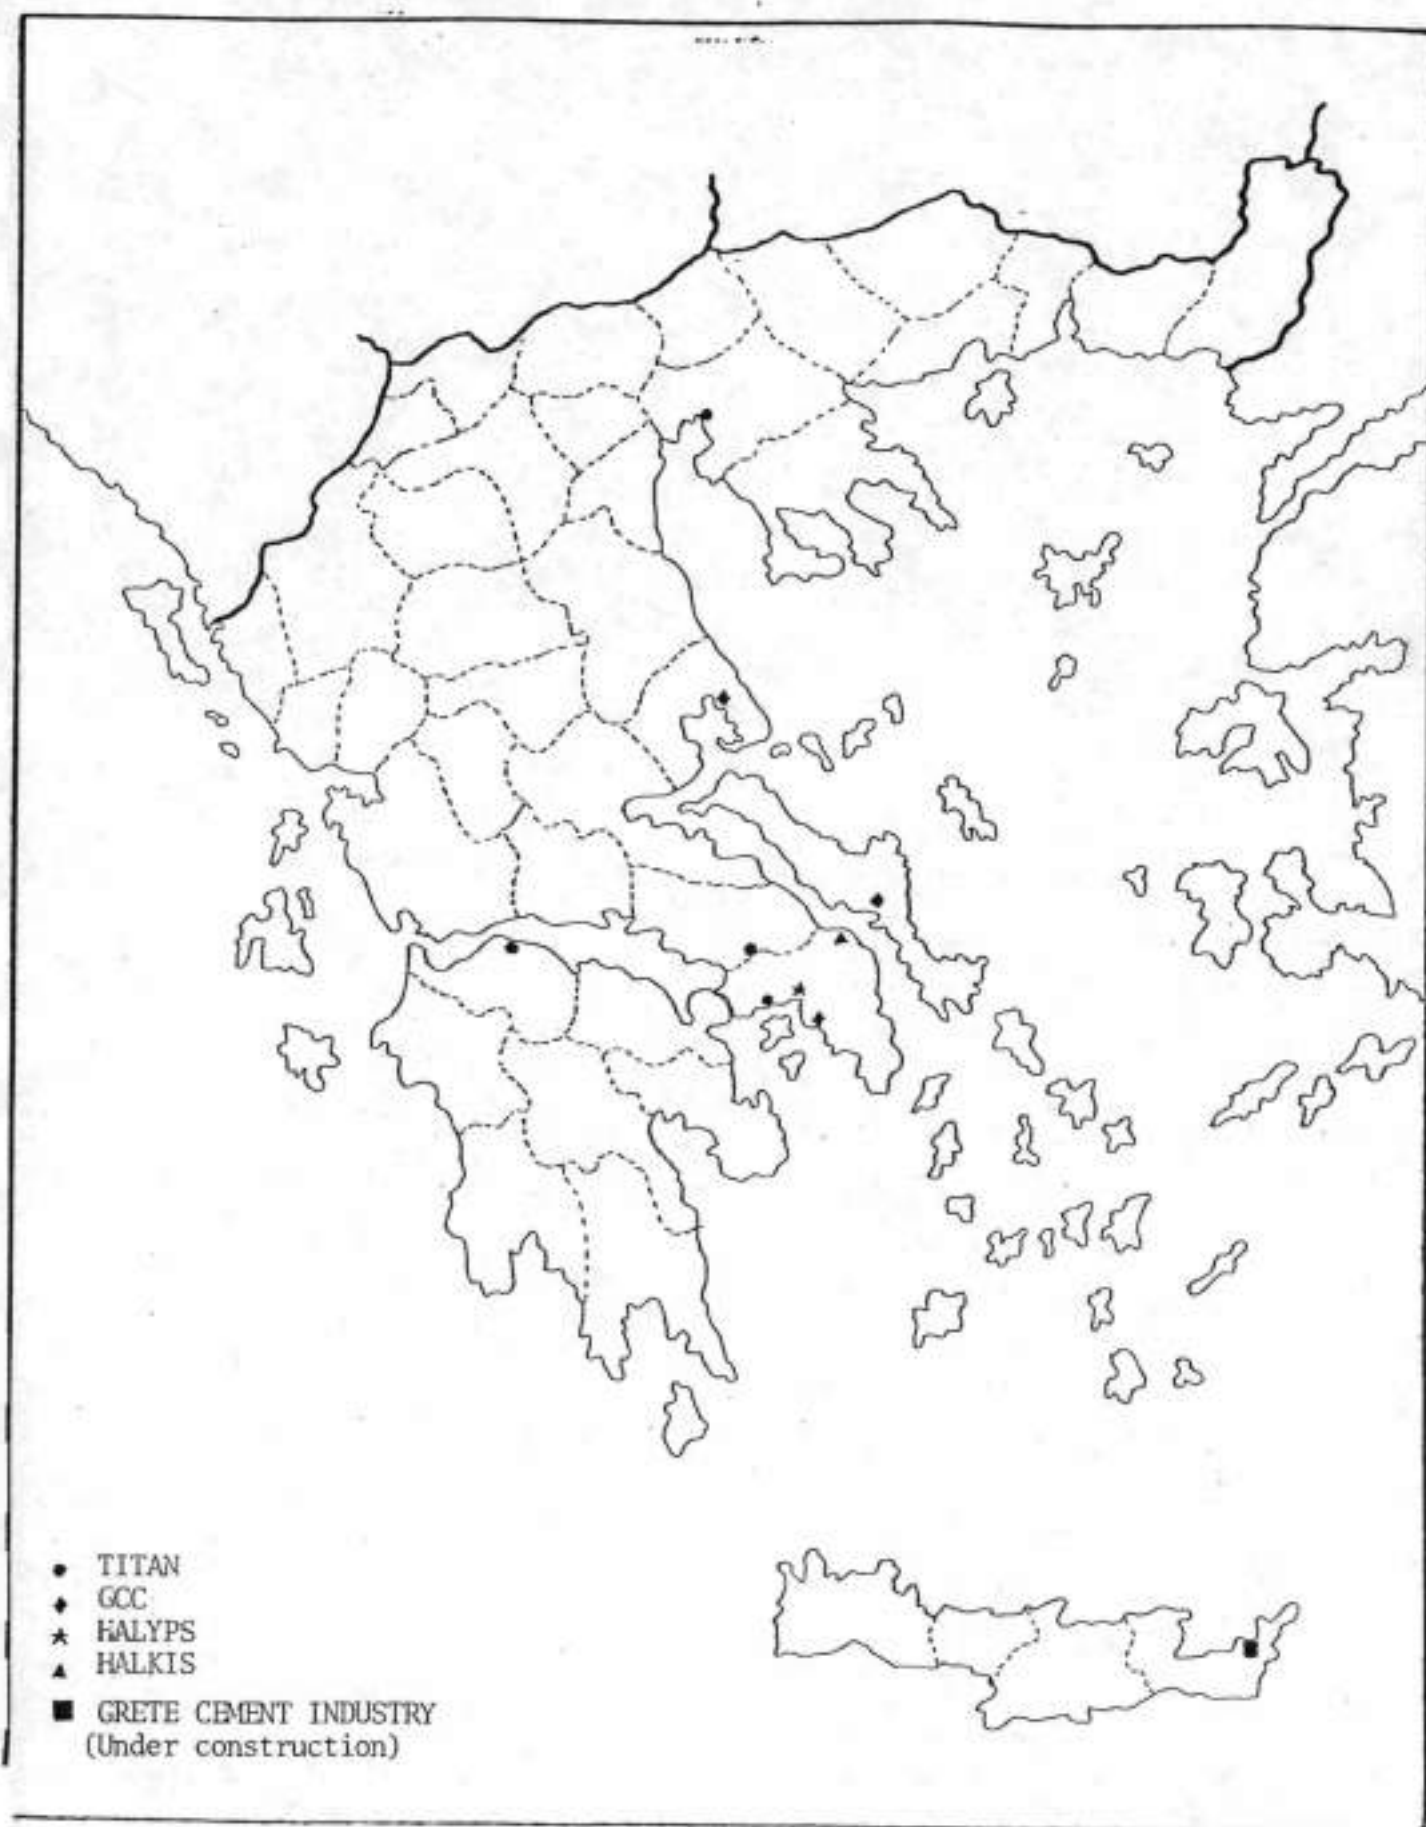 TITAN
GCC
HALYPS
HALKIS
GRETE CEMENT INDUSTRY
(Under construction)